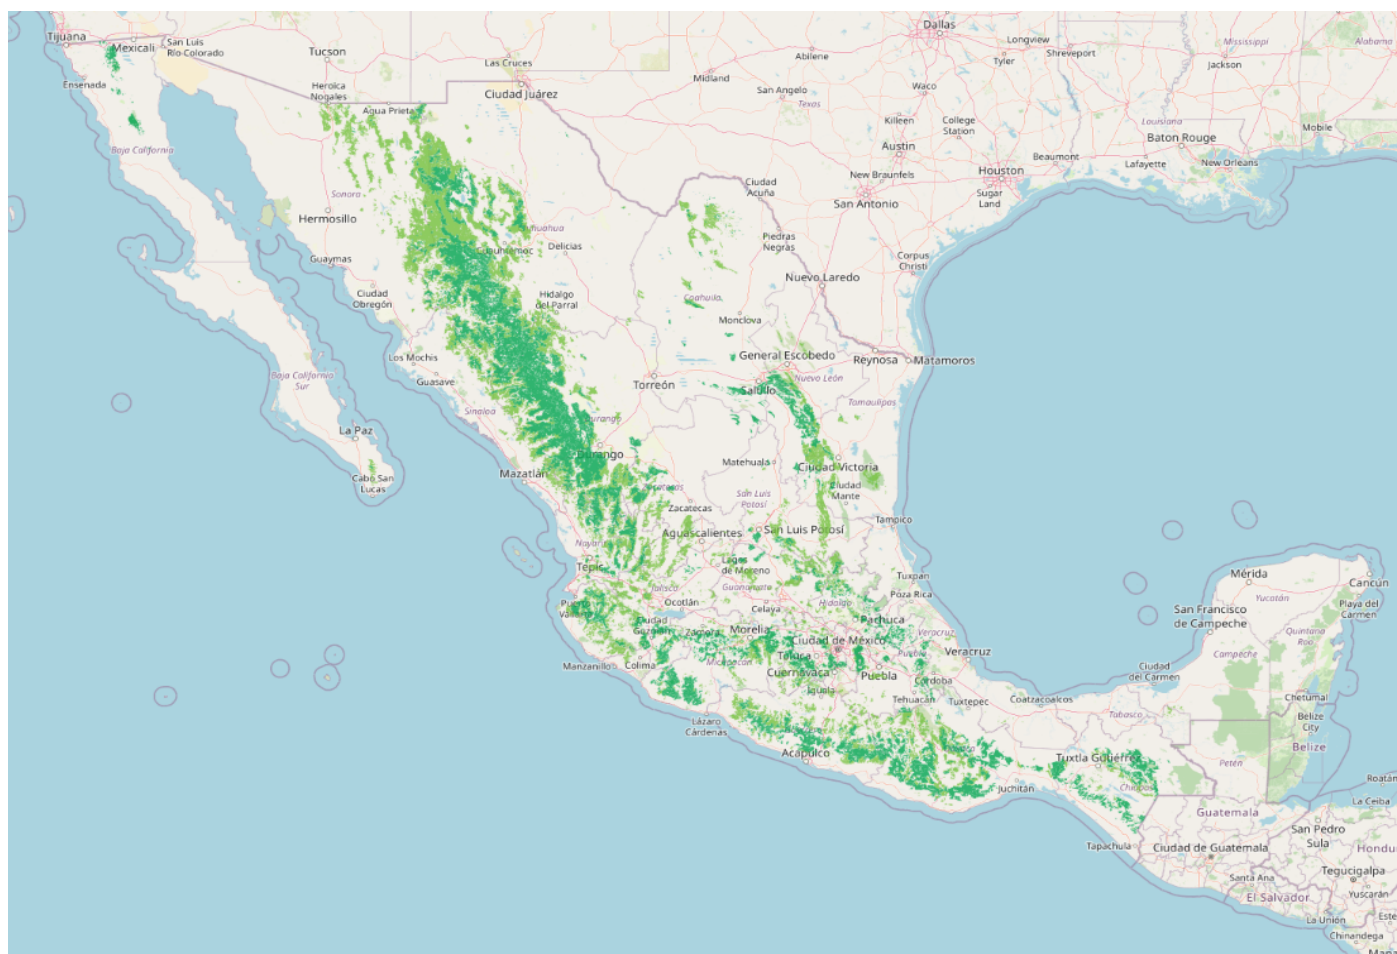 Dallas
Tijuana
Mexicali
San Luis
Río Colorado
Tucson
Las Cruces
Abilene
Longview
Tyler
Shreveport
Mississippi
Alabama
Jackson
Ensenada
Heroica
Nogales
Agua Prieta
Ciudad Juárez
Midland
San Angelo
Texas
Waco
Killeen
College
Station
Louisiana
Mobile
Baton Rouge
Baja California
Austin
Beaumont
Lafayette
New Orleans
Houston
New Braunfels
Sugar
Land
San Antonio
Ciudad
Acuña
Sonora
Hermosillo
Piedras
Negras
Delicias
Guaymas
Corpus
Christi
Nuevo Laredo
Ciudad
Obregón
Hidalgo
del Parral
Coahuila
Monclova
Los Mochis
Guasave
General Escobedo
Reynosa
Matamoros
Baja California
Sur
Torreón
Saltillo
Nuevo León
Tamaulipas
Sinaloa
La Paz
Durango
Mazatlán
Matehuala
Ciudad Victoria
Cabo San
Lucas
Ciudad
Mante
San Luis
Potosí
Zacatecas
Tampico
Aguascalientes
San Luis Potosí
Nayarit
Tepic
Lagos
de Moreno
Guanajuato
Jalisco
Ocotlán
Celaya
Hidalgo
Tuxpan
Poza Rica
Pachuca
Mérida
Cancún
Yucatán
Playa del
Carmen
San Francisco
de Campeche
Quintana
Roo
Campeche
Ciudad
Guzmán
Zamora
Morelia
Ciudad de México
Veracruz
Veracruz
Manzanillo
Colima
Michoacán
Toluca
Cuernavaca
Puebla
Puebla
Córdoba
Iguala
Tehuacán
Tuxtepec
Coatzacoalcos
Ciudad
del Carmen
Chetumal
Tabasco
Belize
City
Belize
Lázaro
Cárdenas
Acapulco
Tuxtla Gutiérrez
Petén
Juchitán
Chiapas
Roatán
La Ceiba
Guatemala
San Pedro
Sula
Tapachula
Ciudad de Guatemala
Tegucigalpa
Santa Ana
El Salvador
Yuscarán
La Unión
Chinandega